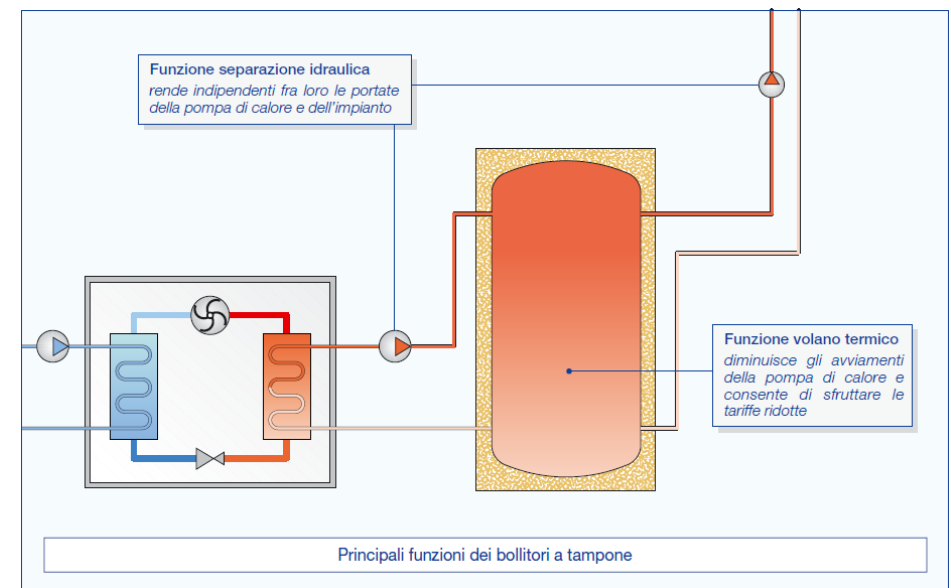 Funzione separazione idraulica
rende indipendenti fra loro le portate
della pompa di calore e dell'impianto
Funzione volano termico
diminuisce gli avviamenti
della pompa di calore e
consente di sfruttare le
tariffe ridotte
Principali funzioni dei bollitori a tampone